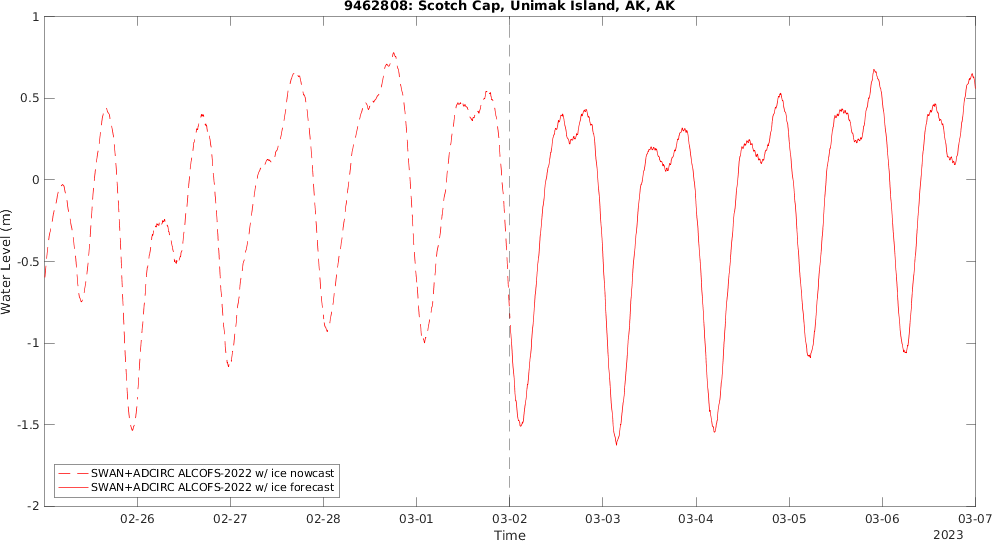 9462808: Scotch Cap, Unimak Island, AK, AK
1
0.5
0
-0.5
-1
-1.5
-2
Water Level (m)
SWAN+ADCIRC ALCOFS-2022 w/ ice nowcast
SWAN+ADCIRC ALCOFS-2022 w/ ice forecast
02-26 02-27 02-28 03-01 03-02 03-03 03-04 03-05 03-06 03-07
Time
2023